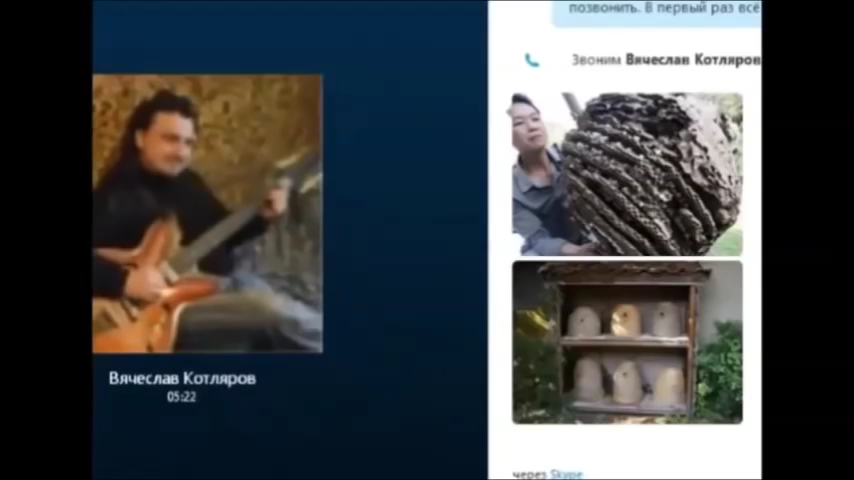 позвонить. В первый раз всё
Звоним Вячеслав Котляров
Вячеслав Котляров
05:22
через Skype